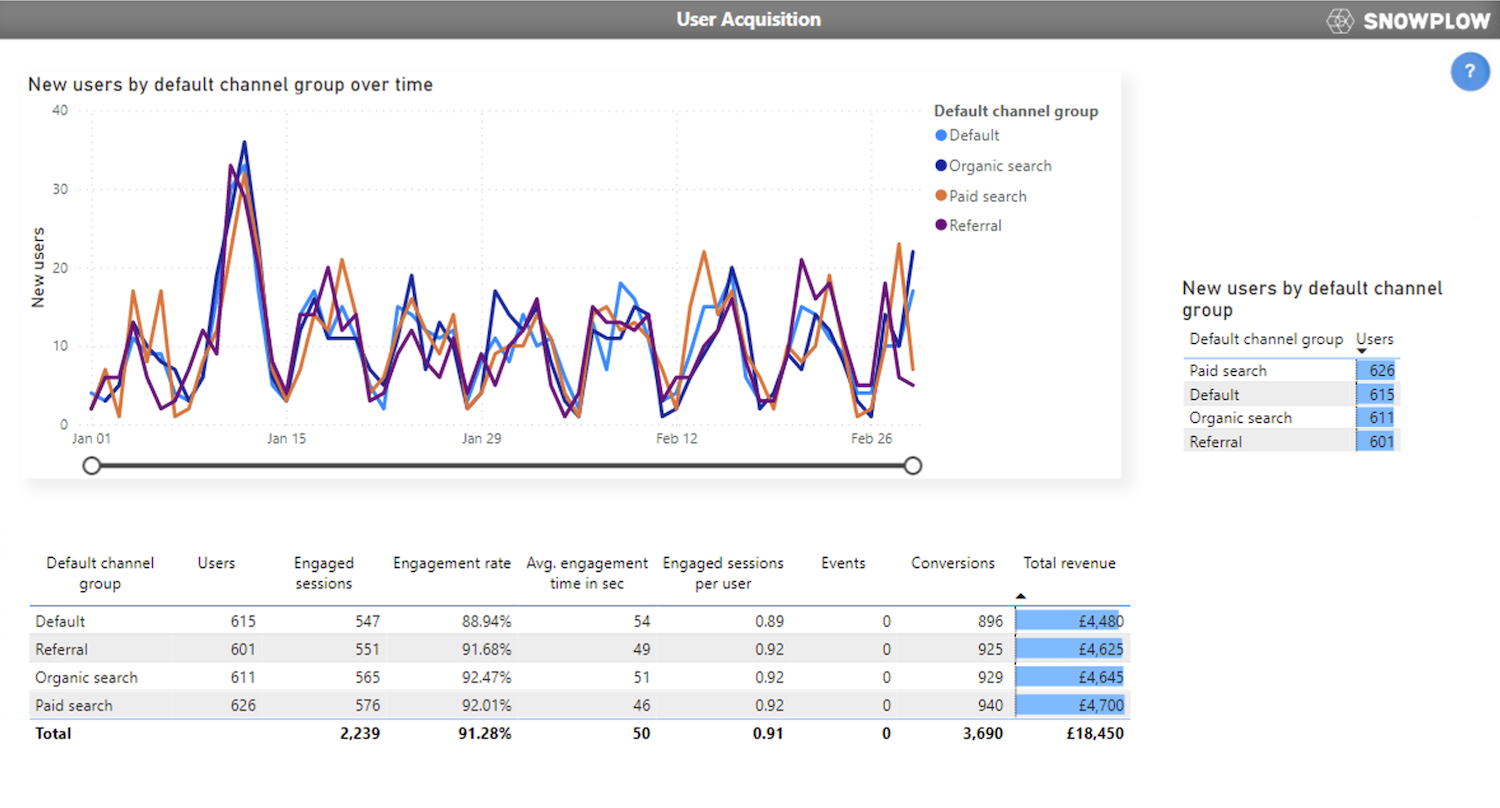 User Acquisition
SNOWPLOW
?
New users by default channel group over time
40
30
20
10
0
New users
Jan 01 Jan 15 Jan 29 Feb 12 Feb 26
Default channel group
Default
Organic search
Paid search
Referral
New users by default channel
group
Default channel group Users
Paid search 626
Default 615
Organic search 611
Referral 601
Default channel group Users Engaged sessions Engagement rate Avg. engagement time in sec Engaged sessions per user Events Conversions Total revenue
Default 615 547 88.94% 54 0.89 0 896 £4,480
Referral 601 551 91.68% 49 0.92 0 925 £4,625
Organic search 611 565 92.47% 51 0.92 0 929 £4,645
Paid search 626 576 92.01% 46 0.92 0 940 £4,700
Total 2,239 91.28% 50 0.91 0 3,690 £18,450